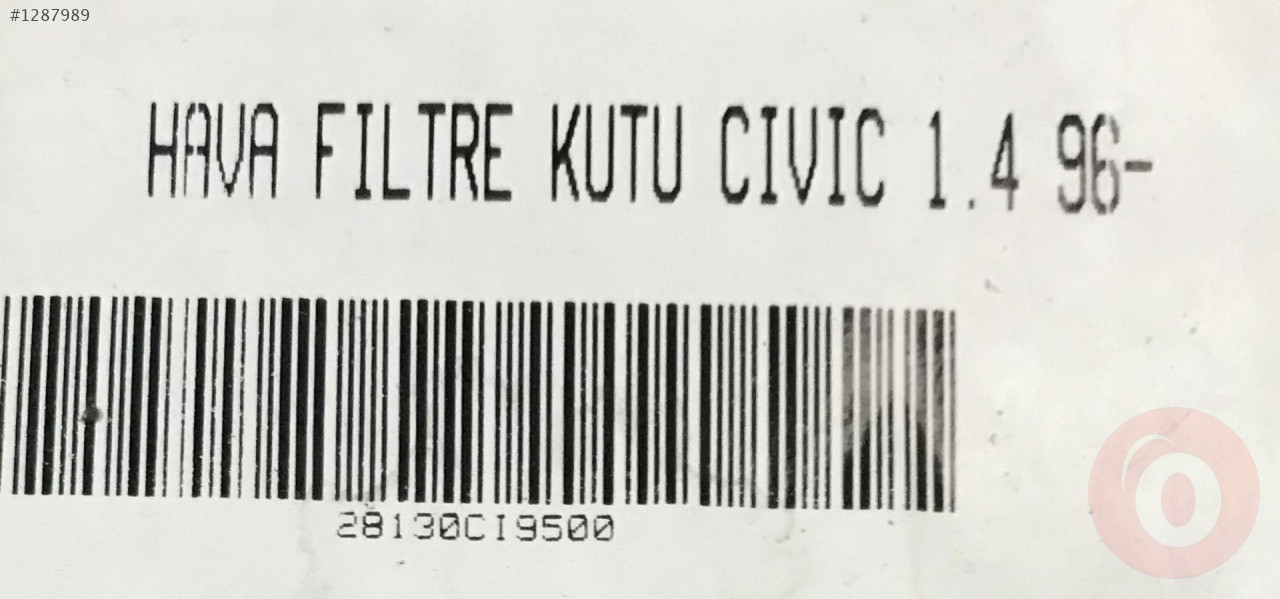 #1287989
HAVA FILTRE KUTU CIVIC 1.4 96-
28130CI9500